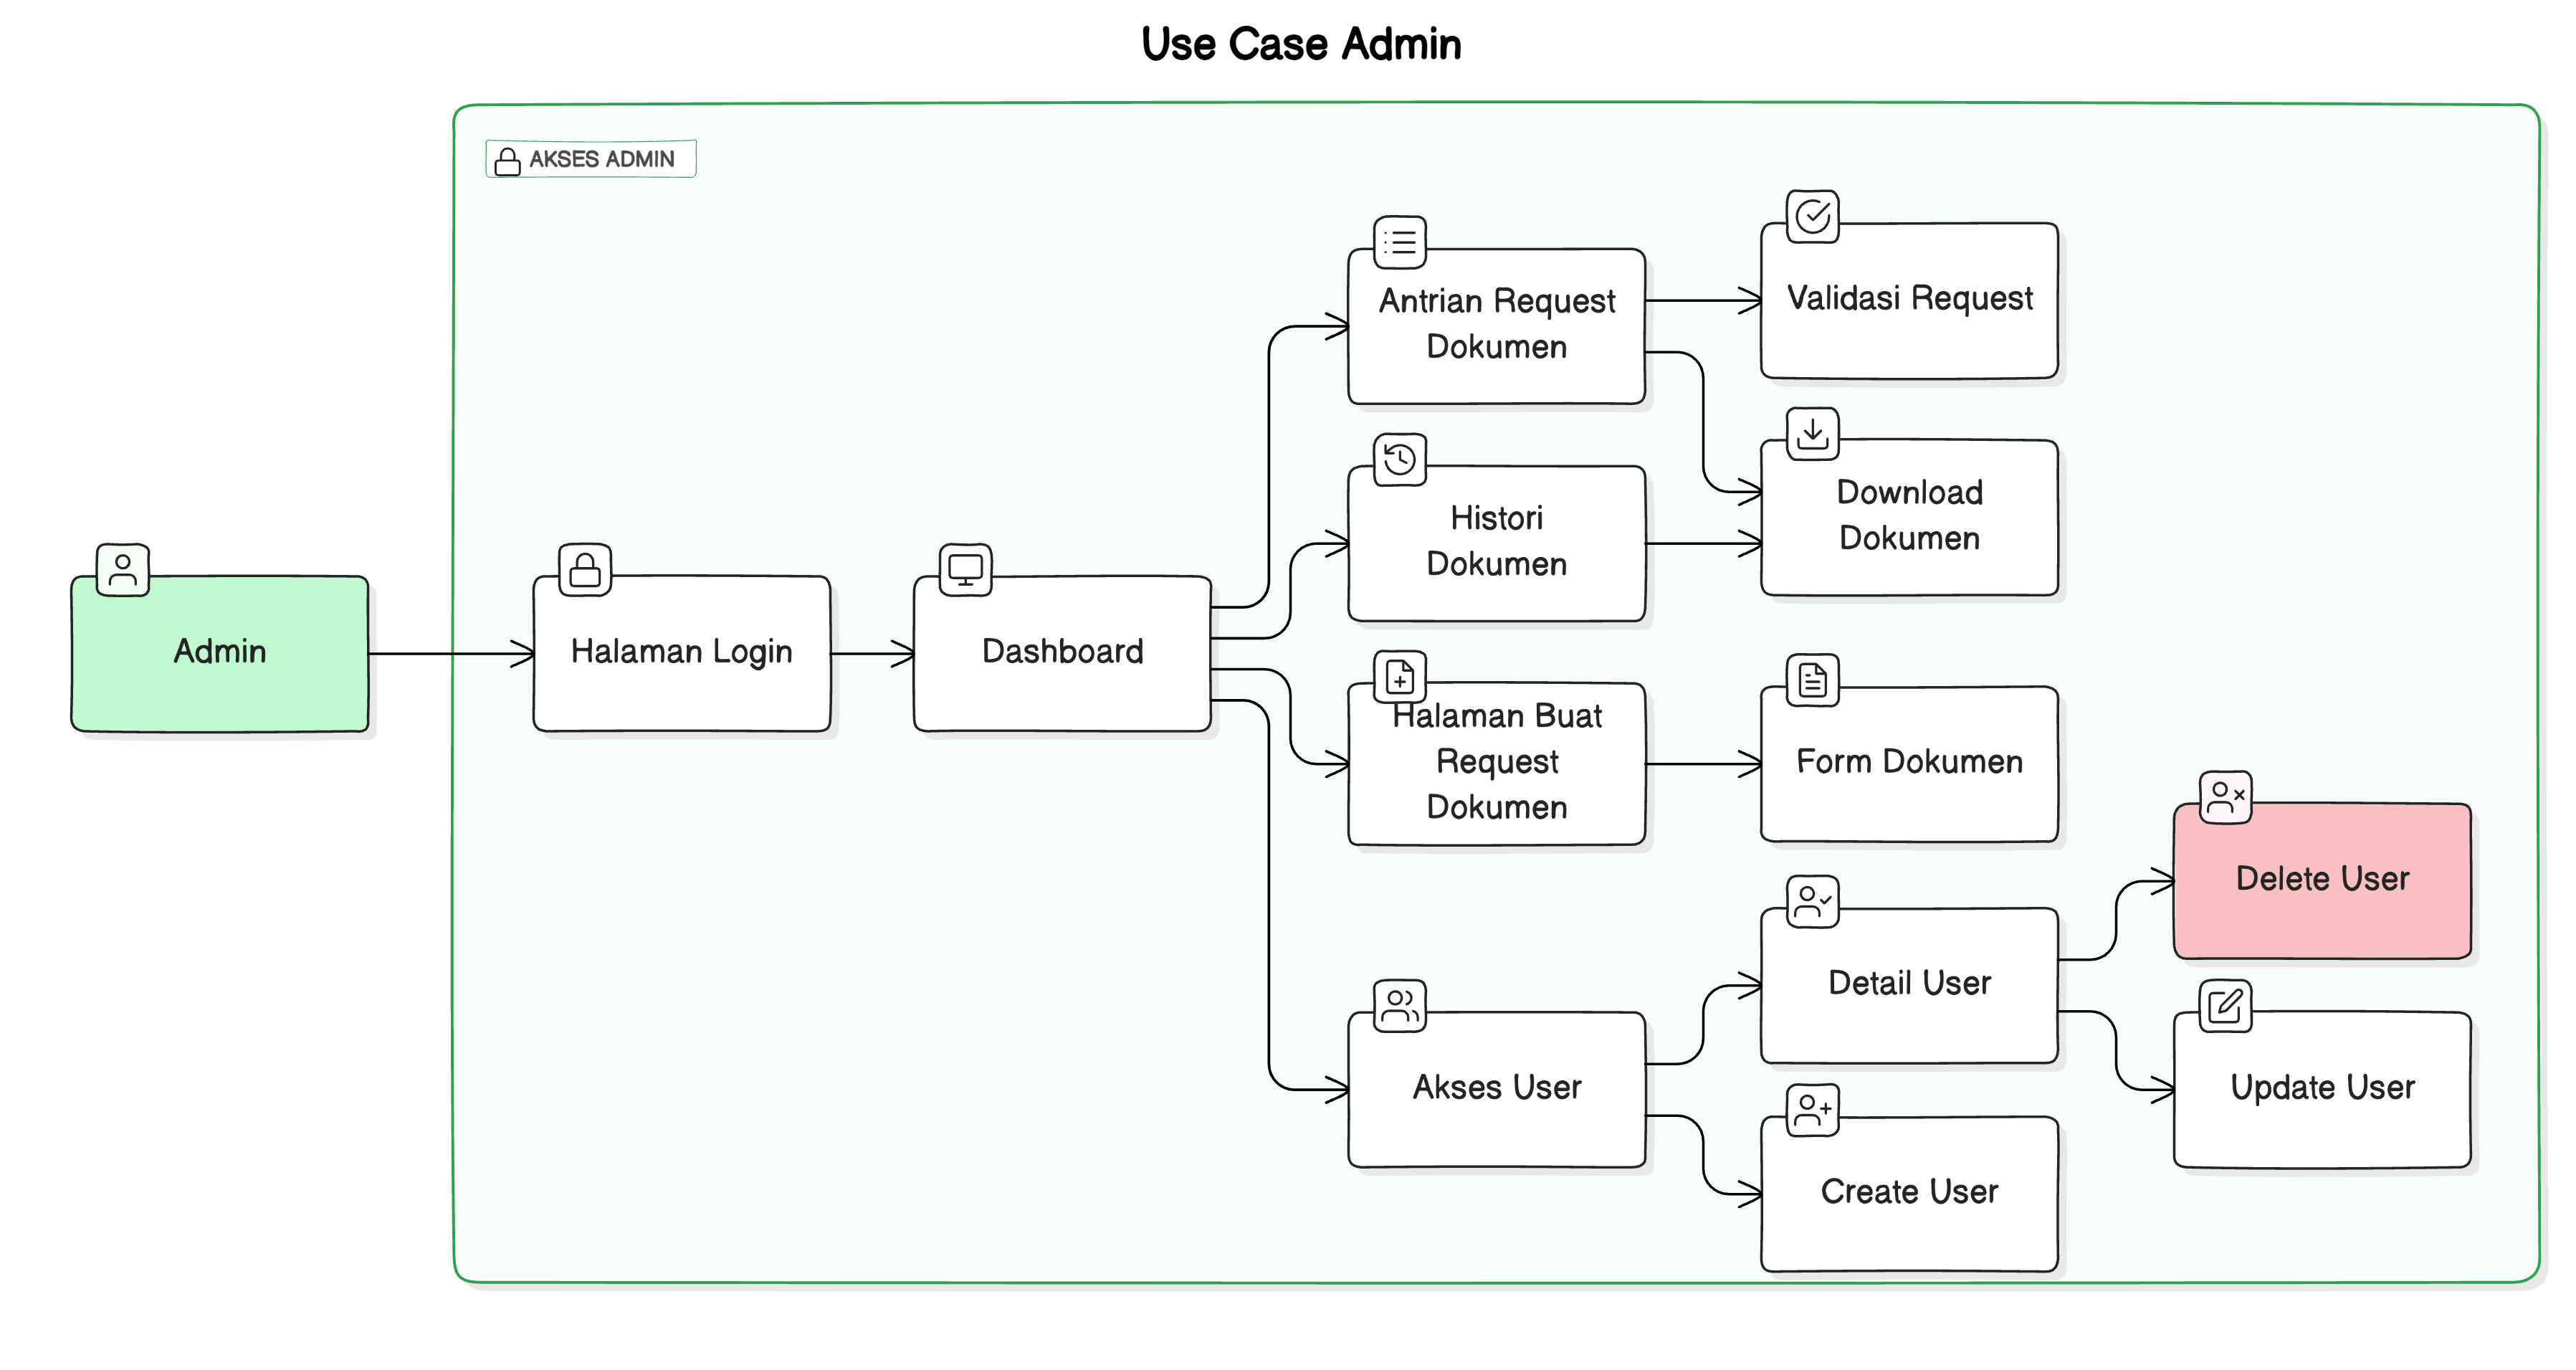 Use Case Admin
AKSES ADMIN
Admin
Halaman Login
Dashboard
Antrian Request
Dokumen
Validasi Request
Histori
Dokumen
Download
Dokumen
Halaman Buat
Request
Dokumen
Form Dokumen
Akses User
Detail User
Create User
Delete User
Update User